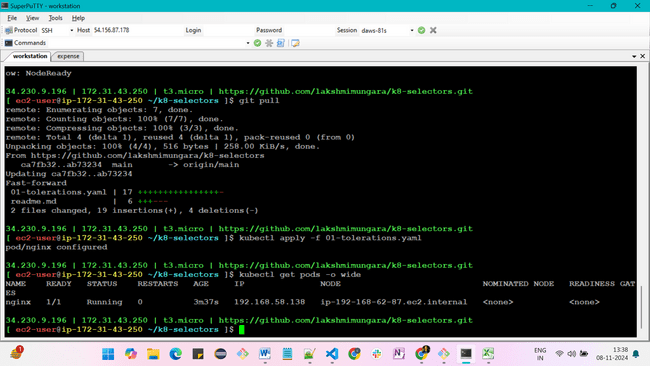 SuperPuTTY - workstation
File View Tools Help
Protocol SSH Host 54.156.87.178 Login Password Session daws-81s
Commands
workstation expense
ow: NodeReady
34.230.9.196 | 172.31.43.250 | t3.micro | https://github.com/lakshmimungara/k8-selectors.git
[ ec2-user@ip-172-31-43-250 ~/k8-selectors ]$ git pull
remote: Enumerating objects: 7, done.
remote: Counting objects: 100% (7/7), done.
remote: Compressing objects: 100% (3/3), done.
remote: Total 4 (delta 1), reused 4 (delta 1), pack-reused 0 (from 0)
Unpacking objects: 100% (4/4), 516 bytes | 258.00 KiB/s, done.
From https://github.com/lakshmimungara/k8-selectors
ca7fb32..ab73234 main -> origin/main
Updating ca7fb32..ab73234
Fast-forward
01-tolerations.yaml | 17 ++++++++++++++++-
readme.md | 6 +++---
2 files changed, 19 insertions(+), 4 deletions(-)
34.230.9.196 | 172.31.43.250 | t3.micro | https://github.com/lakshmimungara/k8-selectors.git
[ ec2-user@ip-172-31-43-250 ~/k8-selectors ]$ kubectl apply -f 01-tolerations.yaml
pod/nginx configured
34.230.9.196 | 172.31.43.250 | t3.micro | https://github.com/lakshmimungara/k8-selectors.git
[ ec2-user@ip-172-31-43-250 ~/k8-selectors ]$ kubectl get pods -o wide
NAME READY STATUS RESTARTS AGE IP NODE NOMINATED NODE READINESS GAT
ES
nginx 1/1 Running 0 3m37s 192.168.58.138 ip-192-168-62-87.ec2.internal <none> <none>
34.230.9.196 | 172.31.43.250 | t3.micro | https://github.com/lakshmimungara/k8-selectors.git
[ ec2-user@ip-172-31-43-250 ~/k8-selectors ]$
ENG
IN
13:38
08-11-2024